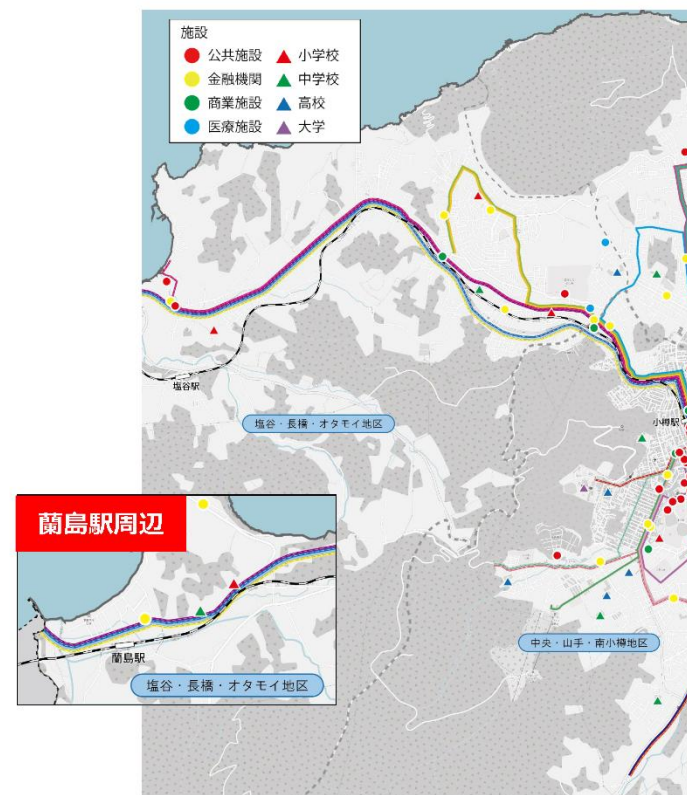 施設
公共施設 小学校
金融機関 中学校
商業施設 高校
医療施設 大学
塩谷駅
小樽駅
塩谷・長橋・オタモイ地区
蘭島駅周辺
蘭島駅
塩谷・長橋・オタモイ地区
中央・山手・南小樽地区